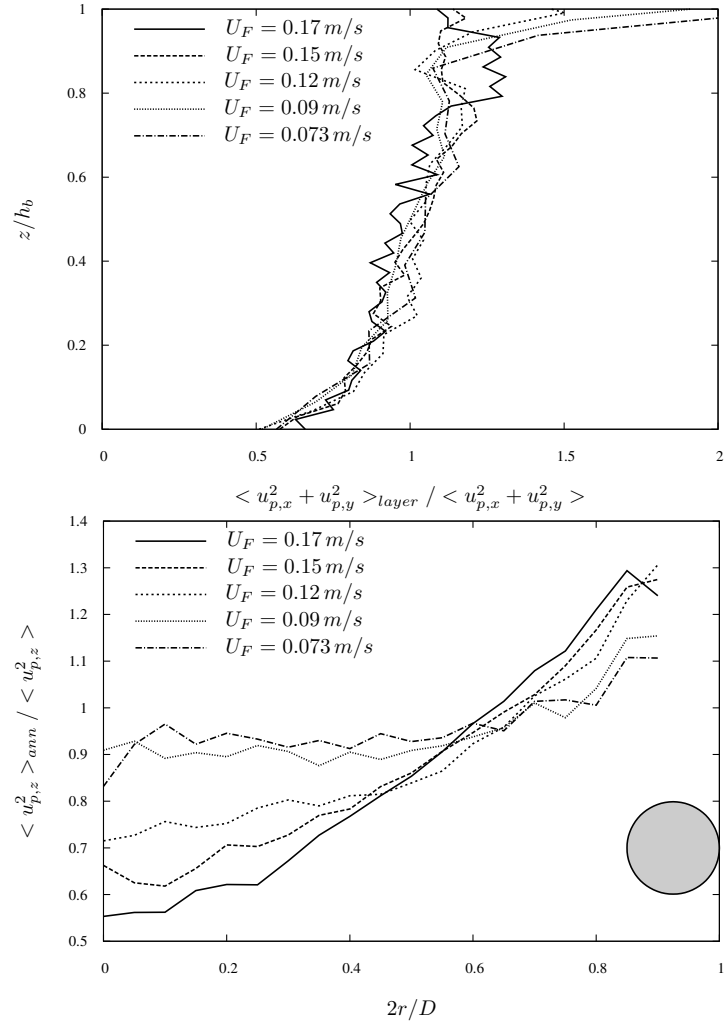 1
0.8
0.6
0.4
0.2
0
z/h_b
U_F = 0.17 m/s
U_F = 0.15 m/s
U_F = 0.12 m/s
U_F = 0.09 m/s
U_F = 0.073 m/s
0 0.5 1 1.5 2
< u_{p,x}^2 + u_{p,y}^2 >_{layer} / < u_{p,x}^2 + u_{p,y}^2 >
1.4
1.3
1.2
1.1
1
0.9
0.8
0.7
0.6
0.5
< u_{p,z}^2 >_{ann} / < u_{p,z}^2 >
U_F = 0.17 m/s
U_F = 0.15 m/s
U_F = 0.12 m/s
U_F = 0.09 m/s
U_F = 0.073 m/s
0 0.2 0.4 0.6 0.8 1
2r/D